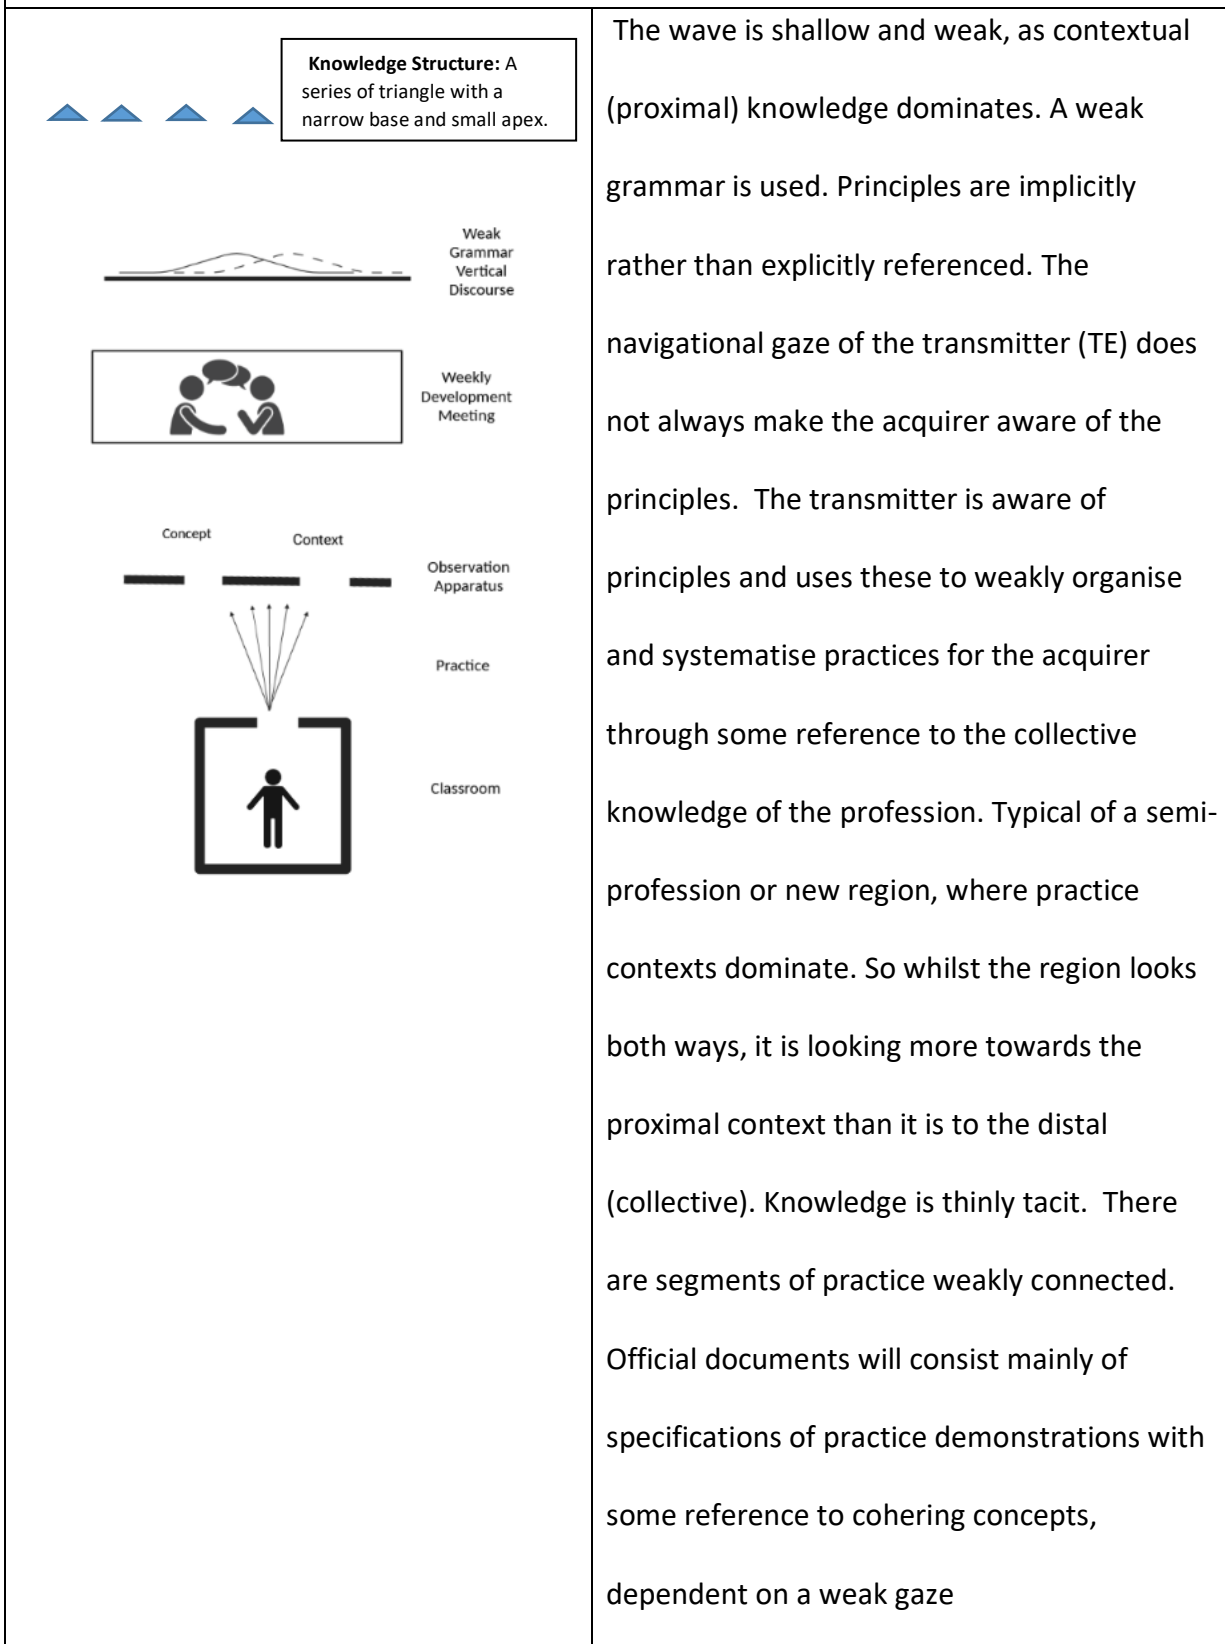 Knowledge Structure: A
series of triangle with a
narrow base and small apex.
Weak
Grammar
Vertical
Discourse
Weekly
Development
Meeting
Concept
Context
Observation
Apparatus
Practice
Classroom
The wave is shallow and weak, as contextual
(proximal) knowledge dominates. A weak
grammar is used. Principles are implicitly
rather than explicitly referenced. The
navigational gaze of the transmitter (TE) does
not always make the acquirer aware of the
principles.  The transmitter is aware of
principles and uses these to weakly organise
and systematise practices for the acquirer
through some reference to the collective
knowledge of the profession. Typical of a semi-
profession or new region, where practice
contexts dominate. So whilst the region looks
both ways, it is looking more towards the
proximal context than it is to the distal
(collective). Knowledge is thinly tacit.  There
are segments of practice weakly connected.
Official documents will consist mainly of
specifications of practice demonstrations with
some reference to cohering concepts,
dependent on a weak gaze